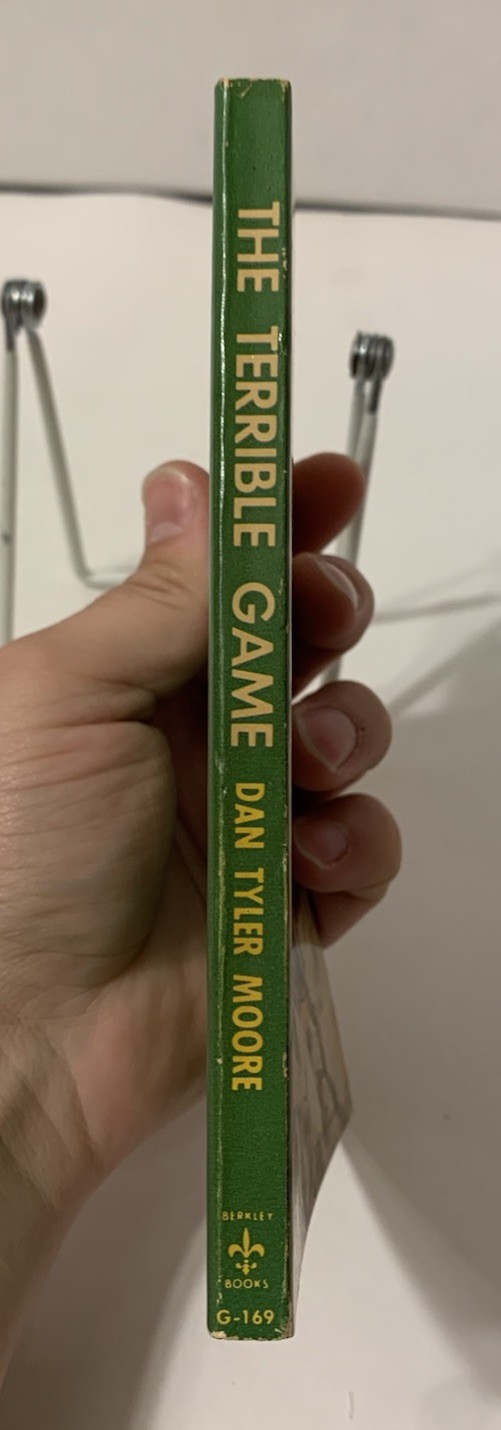 THE TERRIBLE GAME DAN TYLER MOORE
BERKLEY
BOOKS
G-169